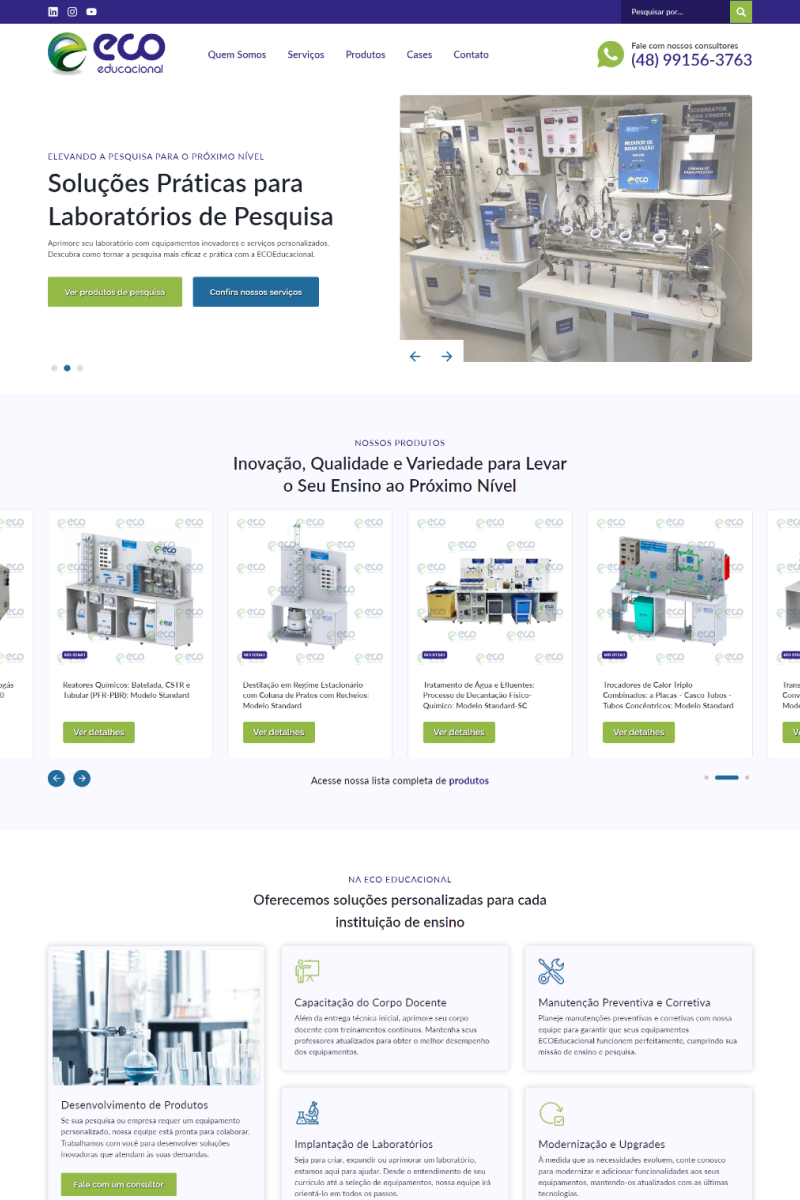 Pesquisar por...
eco
educacional
Quem Somos
Serviços
Produtos
Cases
Contato
Fale com nossos consultores
(48) 99156-3763
ELEVANDO A PESQUISA PARA O PRÓXIMO NÍVEL
Soluções Práticas para
Laboratórios de Pesquisa
Aprimore seu laboratório com equipamentos inovadores e serviços personalizados.
Descubra como tornar a pesquisa mais eficaz e prática com a ECOEducacional.
Ver produtos de pesquisa
Confira nossos serviços
MEDIDOR DE
BAIXA VAZÃO
eco
NOSSOS PRODUTOS
Inovação, Qualidade e Variedade para Levar
o Seu Ensino ao Próximo Nível
Reatores Químicos: Batelada, CSTR e
Tubular (PFR-PBR): Modelo Standard
Ver detalhes
Destilação em Regime Estacionário
com Coluna de Pratos com Recheios:
Modelo Standard
Ver detalhes
Tratamento de Água e Efluentes:
Processo de Decantação Físico-
Químico: Modelo Standard-SC
Ver detalhes
Trocadores de Calor Triplo
Combinados: a Placas - Casco Tubos -
Tubos Concêntricos: Modelo Standard
Ver detalhes
Acesse nossa lista completa de produtos
NA ECO EDUCACIONAL
Oferecemos soluções personalizadas para cada
instituição de ensino
Desenvolvimento de Produtos
Se sua pesquisa ou empresa requer um equipamento
personalizado, nossa equipe está pronta para colaborar.
Trabalhamos com você para desenvolver soluções
inovadoras que atendam às suas demandas.
Fale com um consultor
Capacitação do Corpo Docente
Além da entrega técnica inicial, aprimore seu corpo
docente com treinamentos contínuos. Mantenha seus
professores atualizados para obter o melhor desempenho
dos equipamentos.
Manutenção Preventiva e Corretiva
Planeje manutenções preventivas e corretivas com nossa
equipe para garantir que seus equipamentos
ECOEducacional funcionem perfeitamente, cumprindo sua
missão de ensino e pesquisa.
Implantação de Laboratórios
Seja para criar, expandir ou aprimorar um laboratório,
estamos aqui para ajudar. Desde o entendimento de seu
currículo até a seleção de equipamentos, nossa equipe irá
orientá-lo em todos os passos.
Modernização e Upgrades
À medida que as necessidades evoluem, conte conosco
para modernizar e adicionar funcionalidades aos seus
equipamentos, mantendo-os atualizados com as últimas
tecnologias.